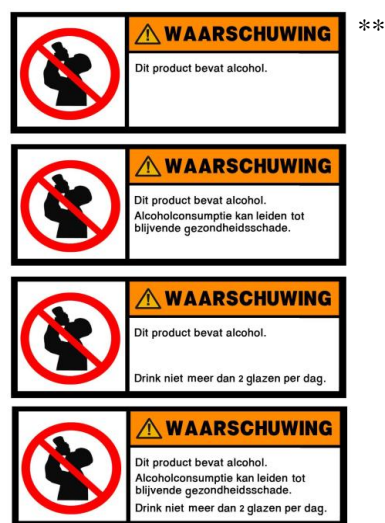 WAARSCHUWING
**
Dit product bevat alcohol.
WAARSCHUWING
Dit product bevat alcohol.
Alcoholconsumptie kan leiden tot
blijvende gezondheidsschade.
WAARSCHUWING
Dit product bevat alcohol.
Drink niet meer dan 2 glazen per dag.
WAARSCHUWING
Dit product bevat alcohol.
Alcoholconsumptie kan leiden tot
blijvende gezondheidsschade.
Drink niet meer dan 2 glazen per dag.